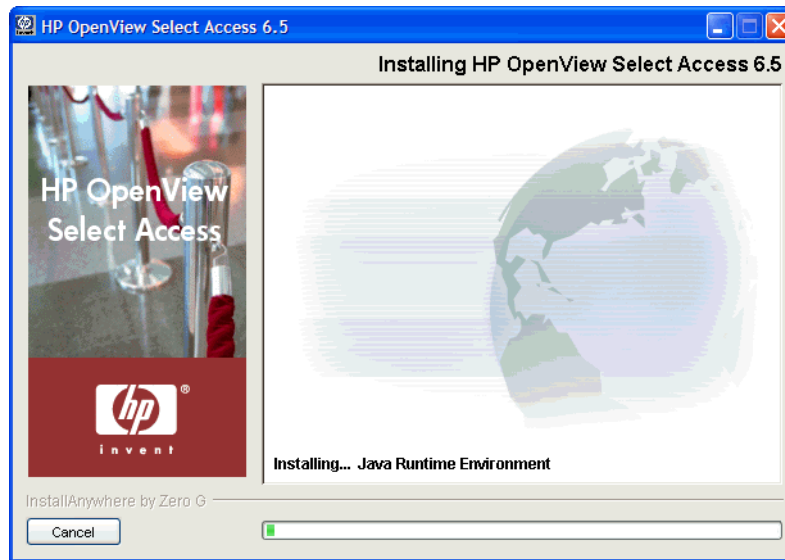 HP OpenView Select Access 6.5
Installing HP OpenView Select Access 6.5
HP OpenView
Select Access
hp
®
invent
Installing... Java Runtime Environment
InstallAnywhere by Zero G
Cancel